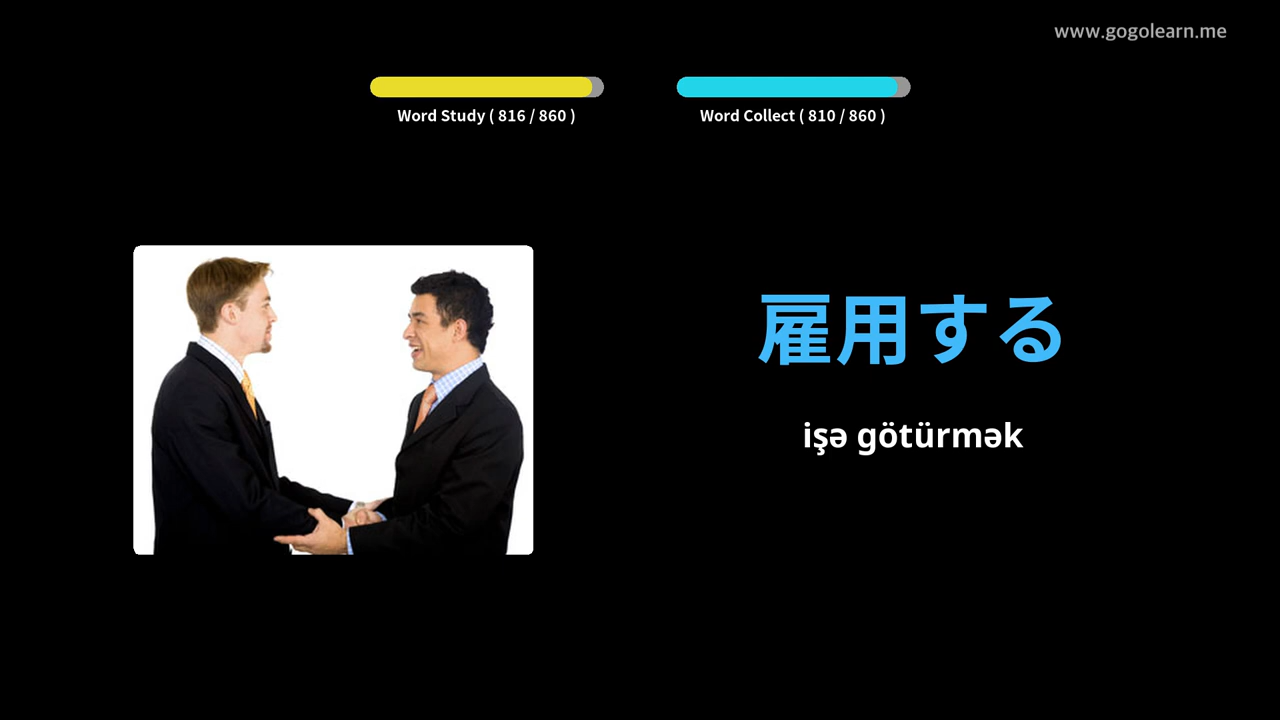 www.gogolearn.me
Word Study ( 816 / 860 )
Word Collect ( 810 / 860 )
雇用する
işə götürmək